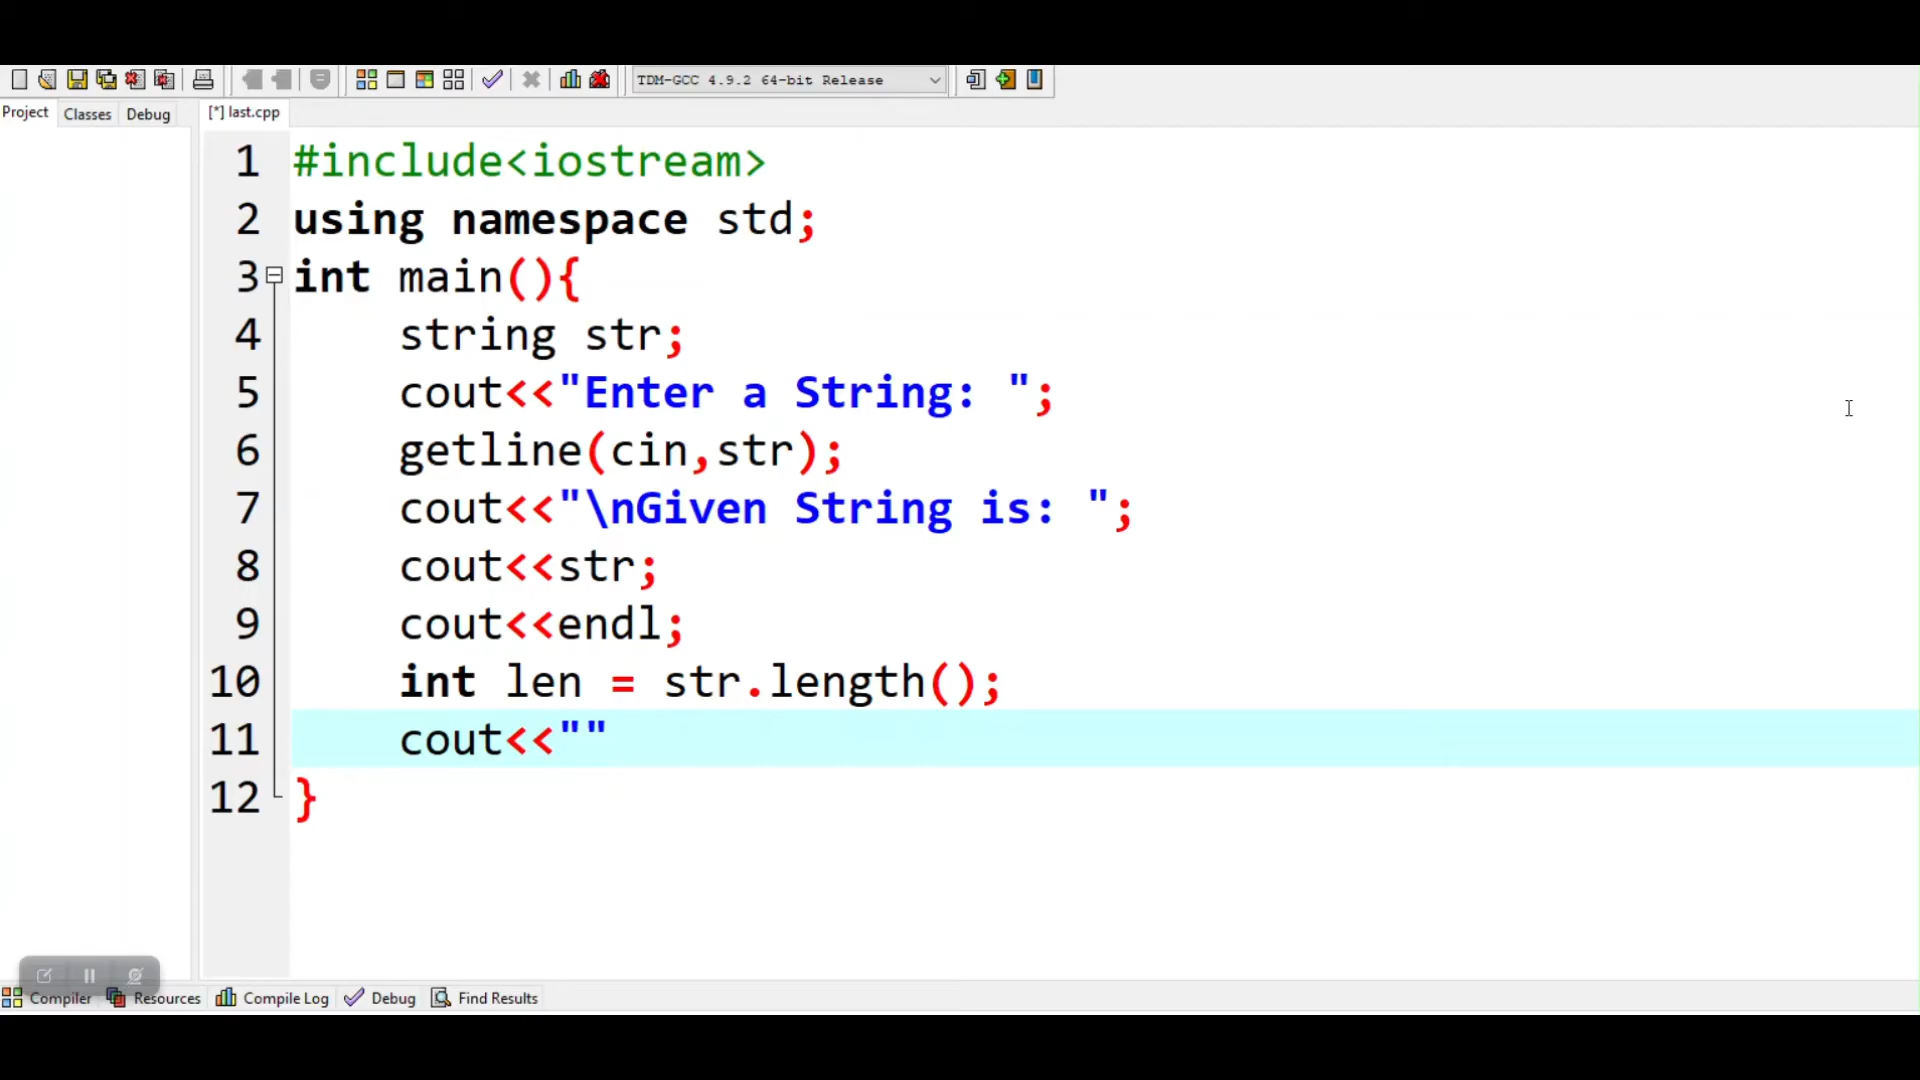 TDM-GCC 4.9.2 64-bit Release
Project Classes Debug [*] last.cpp
1 #include<iostream>
2 using namespace std;
3 int main(){
4 string str;
5 cout<<"Enter a String: ";
6 getline(cin,str);
7 cout<<"\nGiven String is: ";
8 cout<<str;
9 cout<<endl;
10 int len = str.length();
11 cout<<""
12 }
Compiler Resources Compile Log Debug Find Results